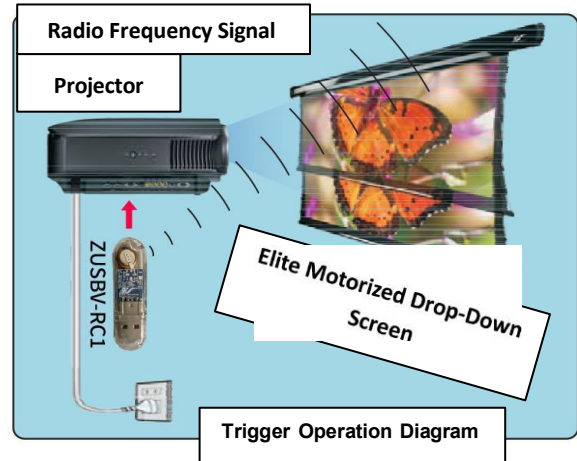 Radio Frequency Signal
Projector
ZUSBV-RC1
Elite Motorized Drop-Down
Screen
Trigger Operation Diagram